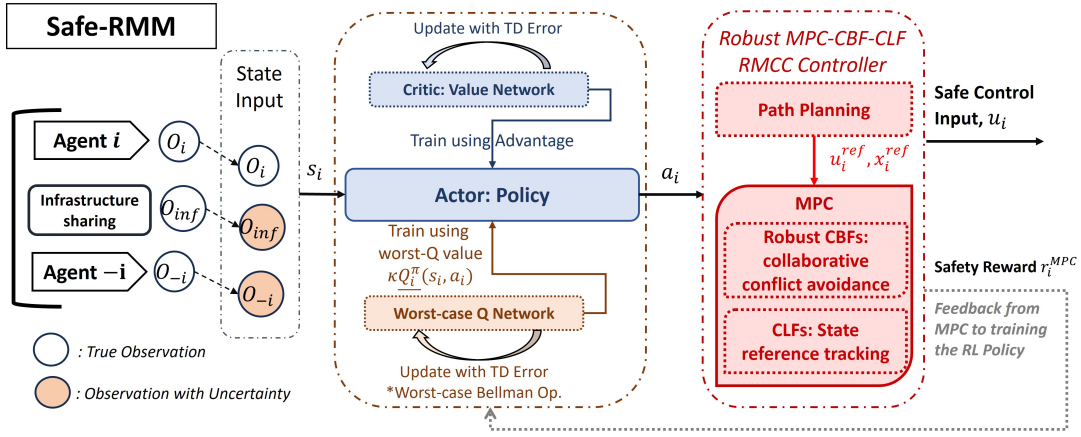 Safe-RMM
State
Input
Agent i
O_i
O_i
Infrastructure
sharing
O_inf
O_inf
Agent −i
O_−i
O_−i
: True Observation
: Observation with Uncertainty
s_i
Update with TD Error
Critic: Value Network
Train using Advantage
Actor: Policy
Train using
worst-Q value
κQ_i^π(s_i, a_i)
Worst-case Q Network
Update with TD Error
*Worst-case Bellman Op.
a_i
Robust MPC-CBF-CLF
RMCC Controller
Path Planning
u_i^ref, x_i^ref
MPC
Robust CBFs:
collaborative
conflict avoidance
CLFs: State
reference tracking
Safe Control
Input, u_i
Safety Reward r_i^MPC
Feedback from
MPC to training
the RL Policy